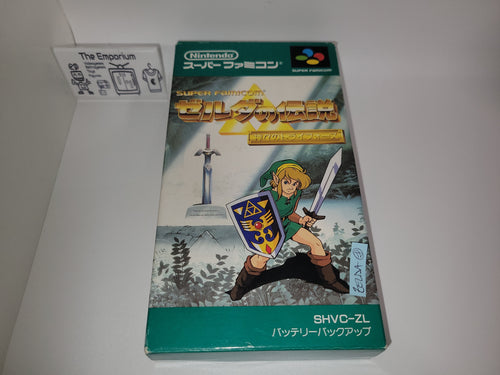 The Emporium
Nintendo
スーパーファミコン
SUPER FAMICOM
SUPER FAMICOM
ゼルダの伝説
神々のトライフォース
ZELDA
SHVC-ZL
バッテリーバックアップ